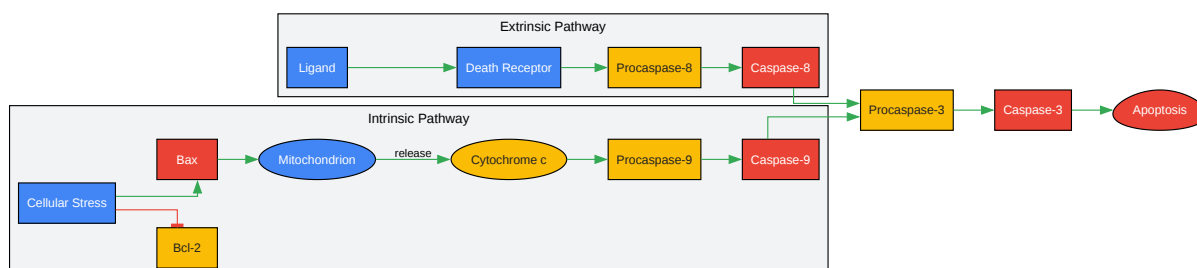 Extrinsic Pathway
Ligand
Death Receptor
Procaspase-8
Caspase-8
Intrinsic Pathway
Bax
Mitochondrion
release
Cytochrome c
Procaspase-9
Caspase-9
Cellular Stress
Bcl-2
Procaspase-3
Caspase-3
Apoptosis